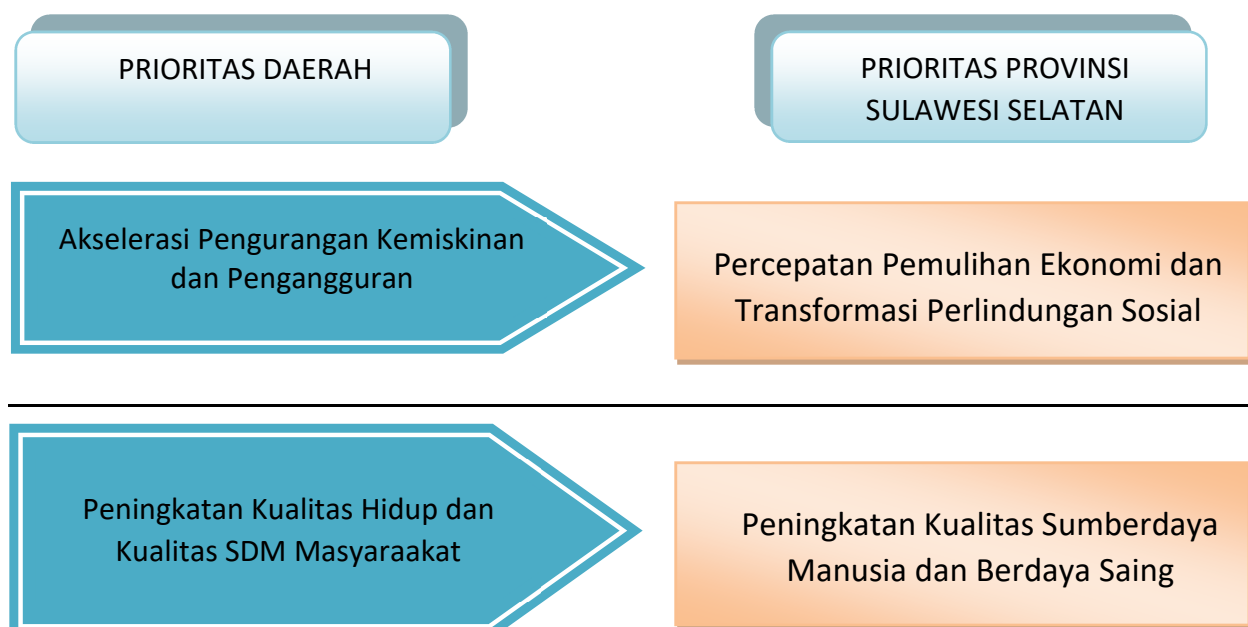 PRIORITAS DAERAH
PRIORITAS PROVINSI
SULAWESI SELATAN
Akselerasi Pengurangan Kemiskinan
dan Pengangguran
Percepatan Pemulihan Ekonomi dan
Transformasi Perlindungan Sosial
Peningkatan Kualitas Hidup dan
Kualitas SDM Masyaraakat
Peningkatan Kualitas Sumberdaya
Manusia dan Berdaya Saing